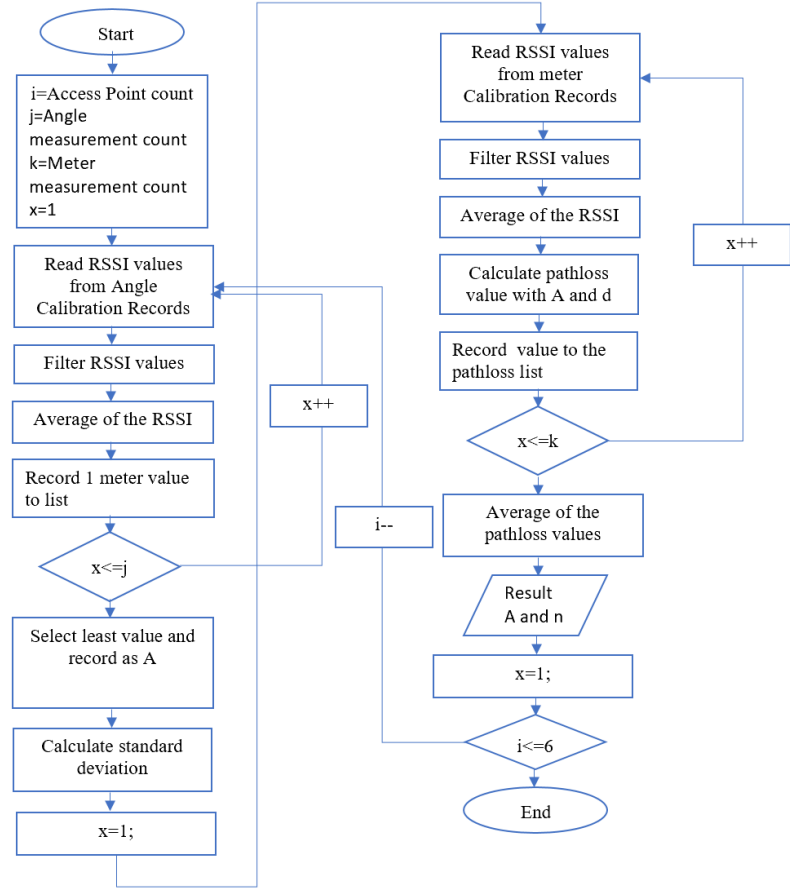 Start
i=Access Point count
j=Angle
measurement count
k=Meter
measurement count
x=1
Read RSSI values
from Angle
Calibration Records
Filter RSSI values
Average of the RSSI
Record 1 meter value
to list
x<=j
x++
Select least value and
record as A
Calculate standard
deviation
x=1;
Read RSSI values
from meter
Calibration Records
Filter RSSI values
Average of the RSSI
Calculate pathloss
value with A and d
Record  value to the
pathloss list
x<=k
x++
Average of the
pathloss values
Result
A and n
x=1;
i<=6
i--
End